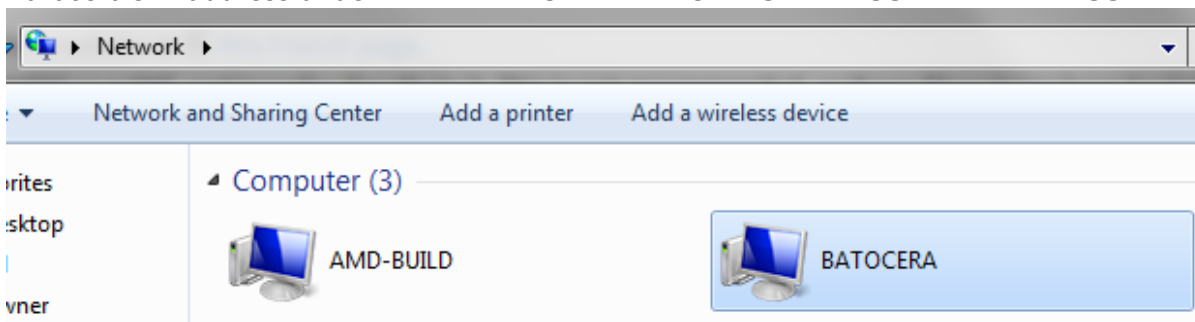 Network
Network and Sharing Center Add a printer Add a wireless device
Computer (3)
AMD-BUILD BATOCERA